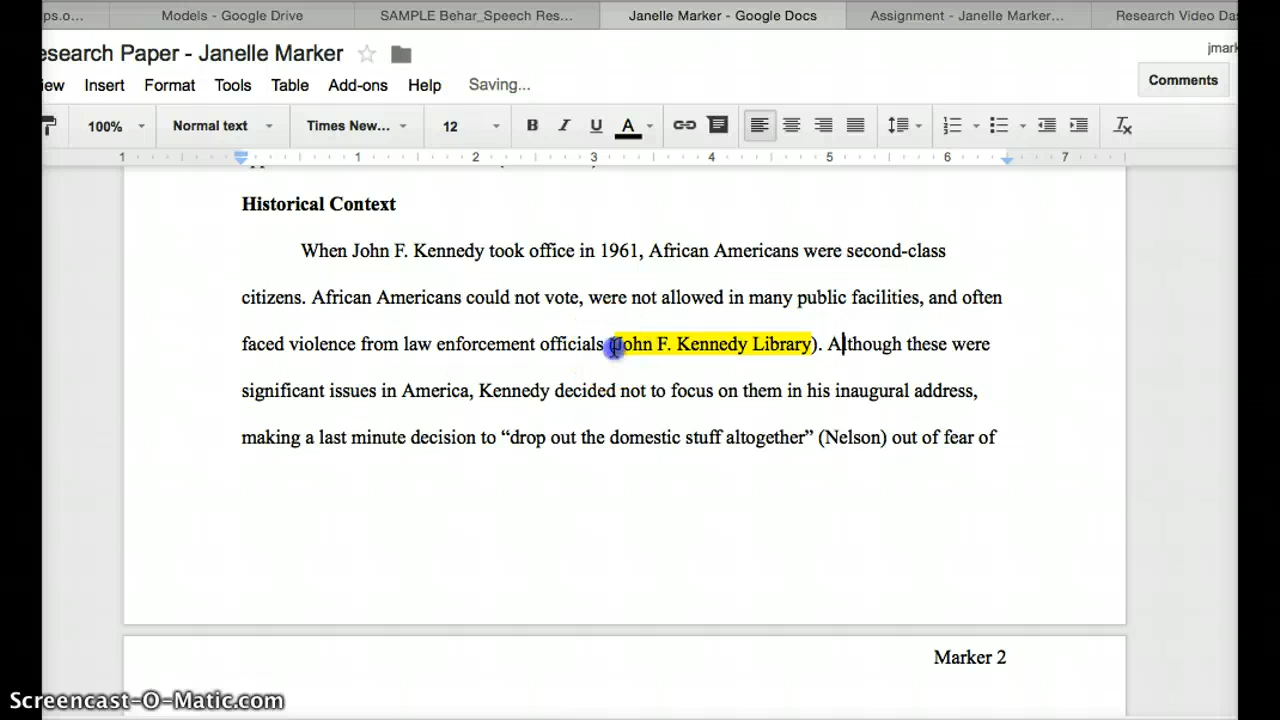 Models - Google Drive
SAMPLE Behar_Speech Res...
Janelle Marker - Google Docs
Assignment - Janelle Marker...
Research Video Da
esearch Paper - Janelle Marker
jmark
iew Insert Format Tools Table Add-ons Help Saving...
Comments
100% Normal text Times New... 12 B I U A
1 1 2 3 4 5 6 7
Historical Context
When John F. Kennedy took office in 1961, African Americans were second-class
citizens. African Americans could not vote, were not allowed in many public facilities, and often
faced violence from law enforcement officials (John F. Kennedy Library). Although these were
significant issues in America, Kennedy decided not to focus on them in his inaugural address,
making a last minute decision to “drop out the domestic stuff altogether” (Nelson) out of fear of
Marker 2
Screencast-O-Matic.com